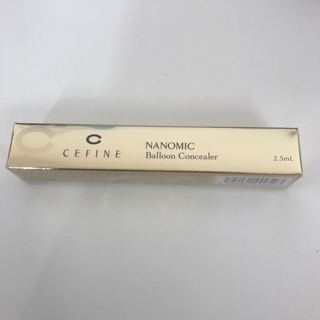 C
CEFINE
NANOMIC
Balloon Concealer
2.5mL